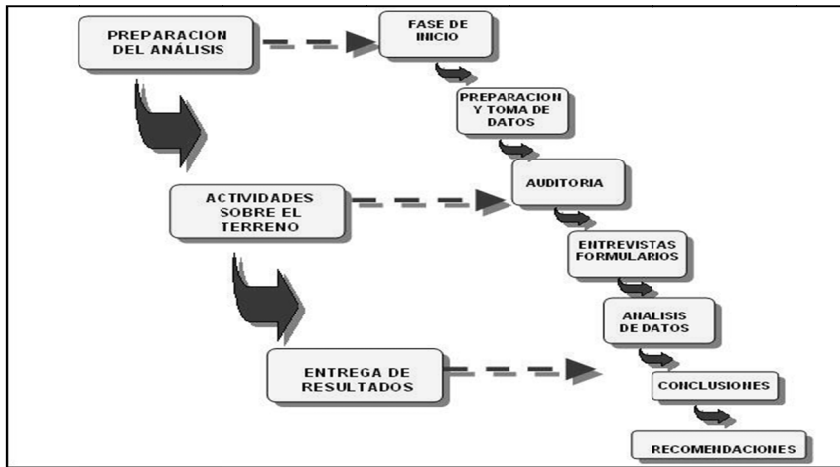 PREPARACION
DEL ANÁLISIS
FASE DE
INICIO
PREPARACION
Y TOMA DE
DATOS
ACTIVIDADES
SOBRE EL
TERRENO
AUDITORIA
ENTREVISTAS
FORMULARIOS
ANALISIS
DE DATOS
ENTREGA DE
RESULTADOS
CONCLUSIONES
RECOMENDACIONES